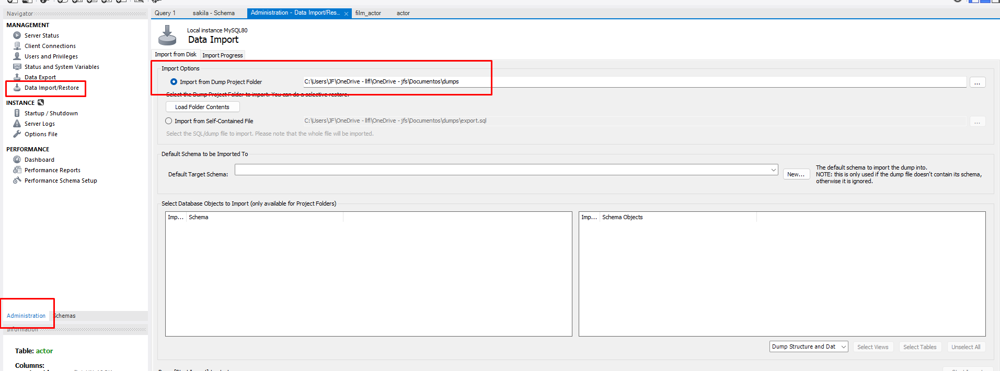 Navigator
MANAGEMENT
Server Status
Client Connections
Users and Privileges
Status and System Variables
Data Export
Data Import/Restore
INSTANCE
Startup / Shutdown
Server Logs
Options File
PERFORMANCE
Dashboard
Performance Reports
Performance Schema Setup
Administration Schemas
Information
Table: actor
Columns:
Query 1 sakila - Schema Administration - Data Import/Res... film_actor actor
Local instance MySQL80
Data Import
Import from Disk Import Progress
Import Options
Import from Dump Project Folder C:\Users\JF\OneDrive - llfl\OneDrive - jfs\Documentos\dumps ...
Select the Dump Project Folder to import. You can do a selective restore.
Load Folder Contents
Import from Self-Contained File C:\Users\JF\OneDrive - llfl\OneDrive - jfs\Documentos\dumps\export.sql ...
Select the SQL/dump file to import. Please note that the whole file will be imported.
Default Schema to be Imported To
Default Target Schema: New...
The default schema to import the dump into.
NOTE: this is only used if the dump file doesn't contain its schema,
otherwise it is ignored.
Select Database Objects to Import (only available for Project Folders)
Imp... Schema Imp... Schema Objects
Dump Structure and Dat Select Views Select Tables Unselect All